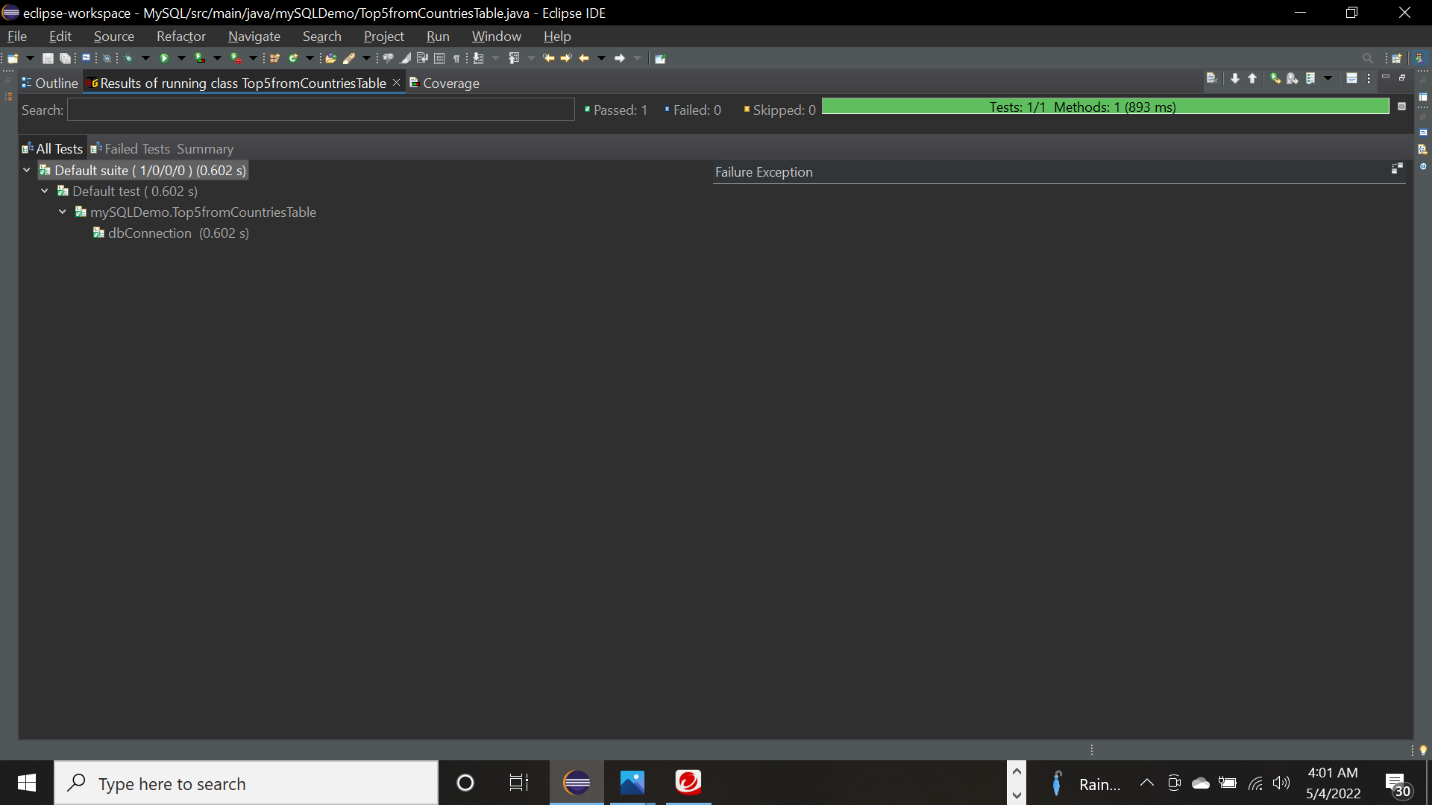 eclipse-workspace - MySQL/src/main/java/mySQLDemo/Top5fromCountriesTable.java - Eclipse IDE
File Edit Source Refactor Navigate Search Project Run Window Help
Outline Results of running class Top5fromCountriesTable Coverage
Search: Passed: 1 Failed: 0 Skipped: 0 Tests: 1/1 Methods: 1 (893 ms)
All Tests Failed Tests Summary
Default suite ( 1/0/0/0 ) (0.602 s)
Failure Exception
Default test ( 0.602 s)
mySQLDemo.Top5fromCountriesTable
dbConnection (0.602 s)
Type here to search
Rain...
4:01 AM
5/4/2022
30